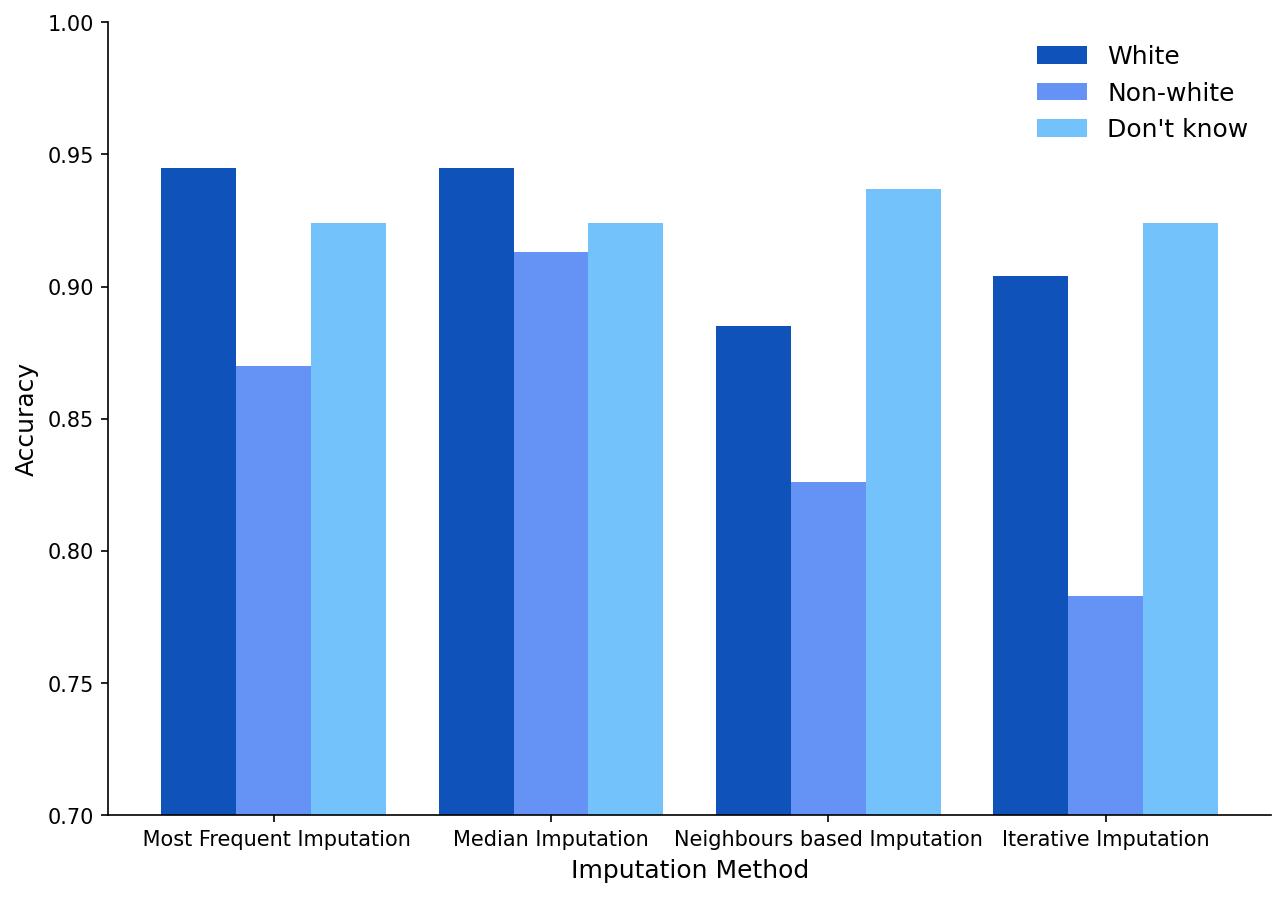 1.00
0.95
0.90
0.85
0.80
0.75
0.70
Accuracy
White
Non-white
Don't know
Most Frequent Imputation
Median Imputation
Neighbours based Imputation
Iterative Imputation
Imputation Method